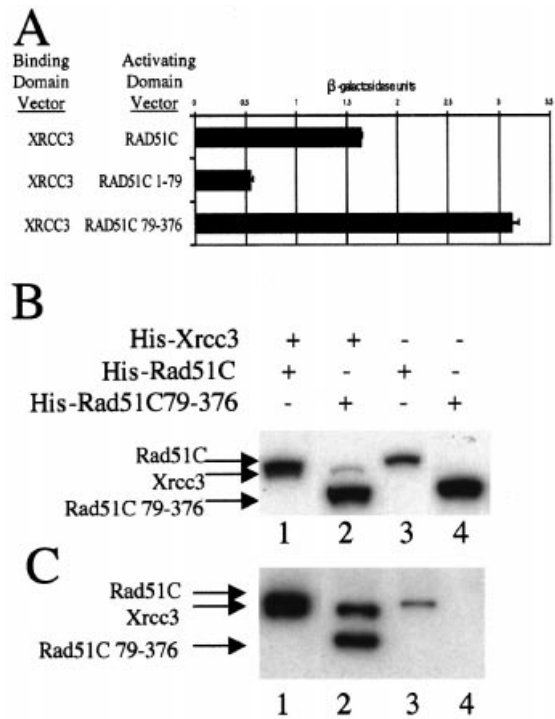 A
Binding Domain Vector
Activating Domain Vector
β-galactosidase units
0 0.5 1 1.5 2 2.5 3 3.5
XRCC3 RAD51C
XRCC3 RAD51C 1-79
XRCC3 RAD51C 79-376
B
His-Xrcc3 + + - -
His-Rad51C + - + -
His-Rad51C79-376 - + - +
Rad51C
Xrcc3
Rad51C 79-376
1 2 3 4
C
Rad51C
Xrcc3
Rad51C 79-376
1 2 3 4